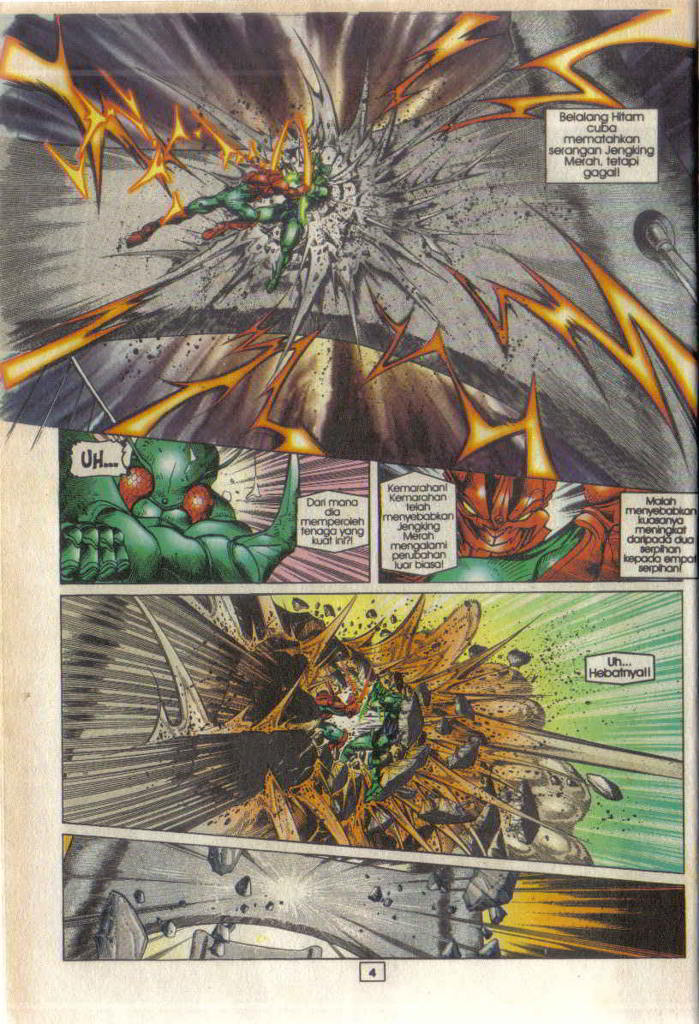 Belalang Hitam
cuba
mematahkan
serangan Jengking
Merah, tetapi
gagal!
UH...
Dari mana
dia
memperoleh
tenaga yang
kuat ini?!
Kemarahan!
Kemarahan
telah
menyebabkan
Jengking
Merah
mengalami
perubahan
luar biasa!
Malah
menyebabkan
kuasanya
meningkat
daripada dua
serpihan
kepada empat
serpihan!
Uh...
Hebatnya!!
4